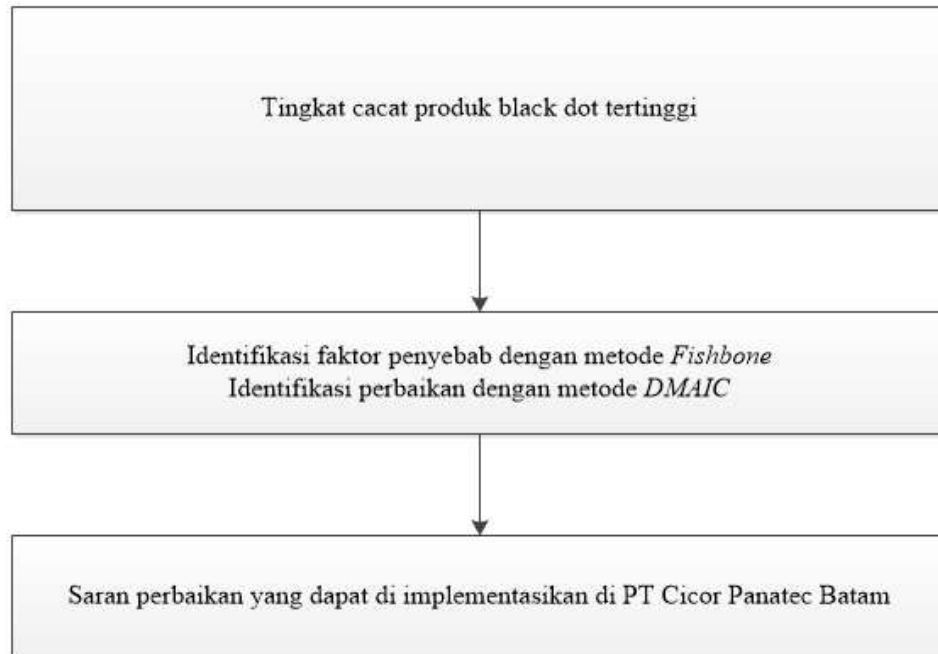 Tingkat cacat produk black dot tertinggi
Identifikasi faktor penyebab dengan metode Fishbone
Identifikasi perbaikan dengan metode DMAIC
Saran perbaikan yang dapat di implementasikan di PT Cicor Panatec Batam